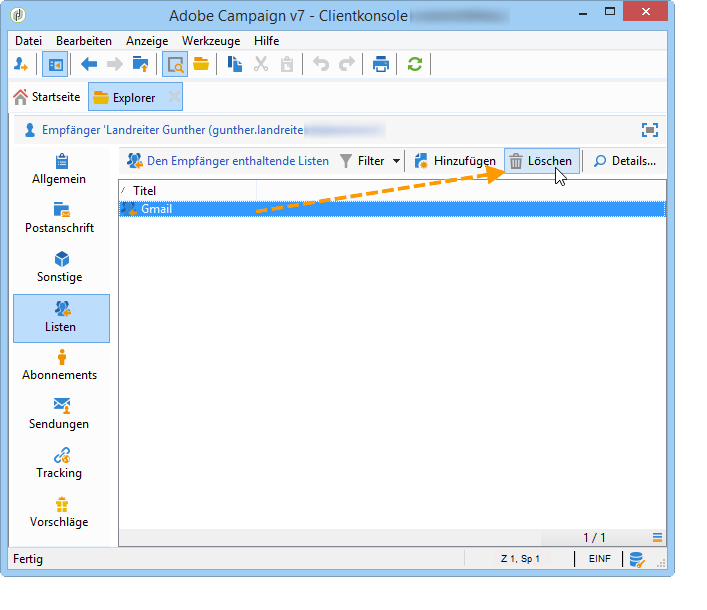 Adobe Campaign v7 - Clientkonsole
Datei Bearbeiten Anzeige Werkzeuge Hilfe
Startseite Explorer
Empfänger 'Landreiter Gunther (gunther.landreite
Allgemein
Postanschrift
Sonstige
Listen
Abonnements
Sendungen
Tracking
Vorschläge
Den Empfänger enthaltende Listen Filter Hinzufügen Löschen Details...
Titel
Gmail
1 / 1
Fertig Z 1, Sp 1 EINF